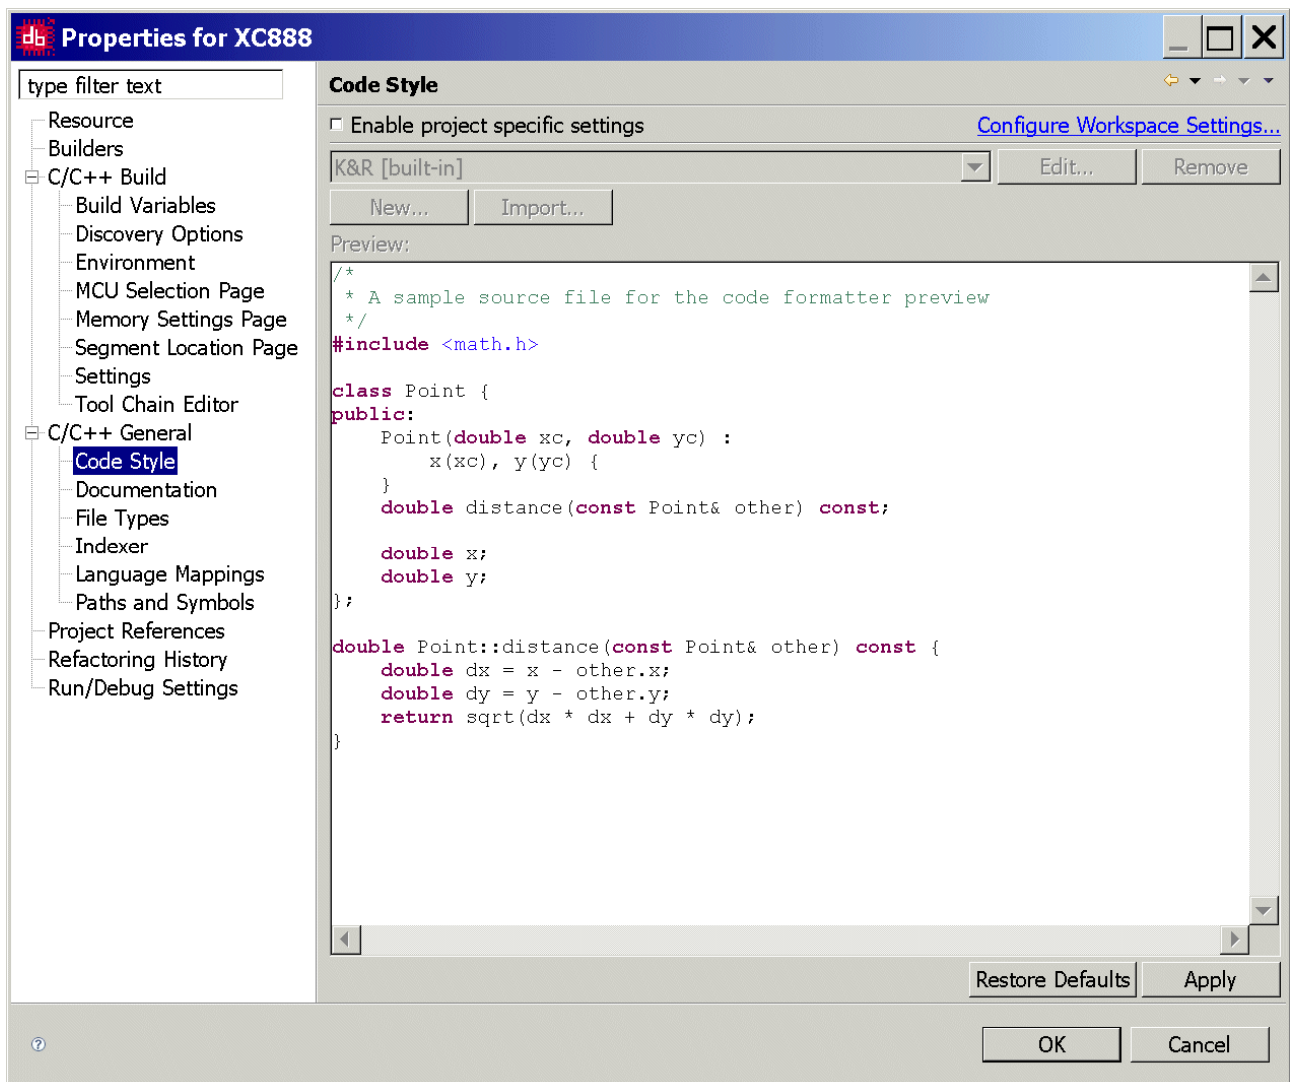 db Properties for XC888
type filter text
Resource
Builders
C/C++ Build
Build Variables
Discovery Options
Environment
MCU Selection Page
Memory Settings Page
Segment Location Page
Settings
Tool Chain Editor
C/C++ General
Code Style
Documentation
File Types
Indexer
Language Mappings
Paths and Symbols
Project References
Refactoring History
Run/Debug Settings
Code Style
Enable project specific settings
Configure Workspace Settings...
K&R [built-in]
Edit...
Remove
New...
Import...
Preview:
/*
 * A sample source file for the code formatter preview
 */
#include <math.h>
class Point {
public:
    Point(double xc, double yc) :
        x(xc), y(yc) {
    }
    double distance(const Point& other) const;
    double x;
    double y;
};
double Point::distance(const Point& other) const {
    double dx = x - other.x;
    double dy = y - other.y;
    return sqrt(dx * dx + dy * dy);
}
Restore Defaults
Apply
?
OK
Cancel